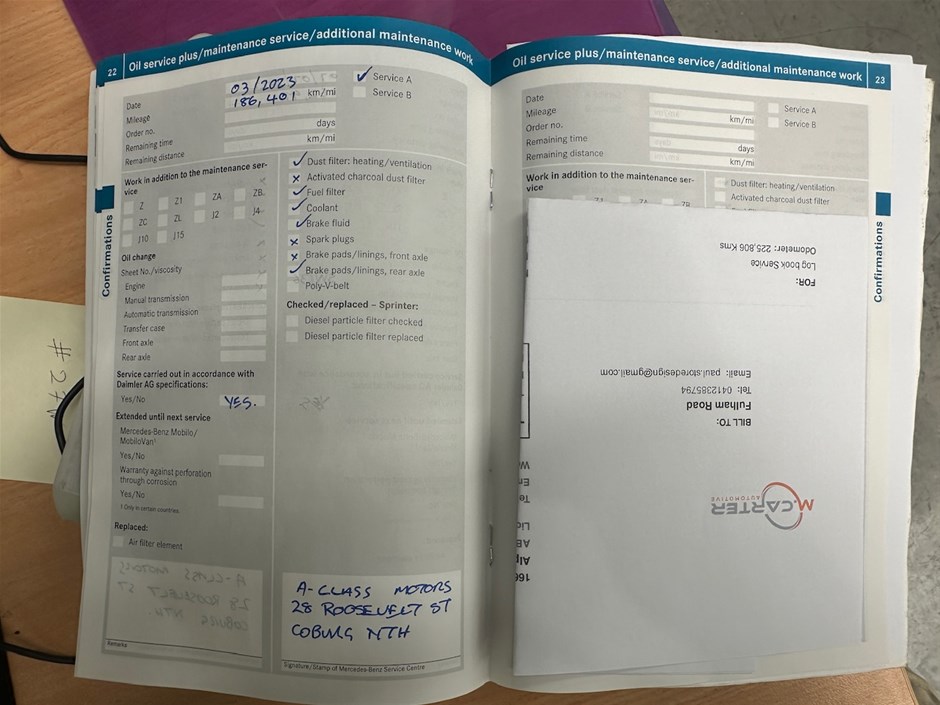 22 Oil service plus/maintenance service/additional maintenance work
03/2023
Date
Service A
186,401 km/mi
Mileage
Service B
Order no.
Remaining time days
Remaining distance km/mi
Work in addition to the maintenance ser-
vice
Z Z1 ZA ZB
ZC ZL J2 J4
J10 J15
Oil change
Sheet No./viscosity
Engine
Manual transmission
Automatic transmission
Transfer case
Front axle
Rear axle
Service carried out in accordance with
Daimler AG specifications:
Yes/No YES.
Extended until next service
Mercedes-Benz Mobilo/
MobiloVan¹
Yes/No
Warranty against perforation
through corrosion
Yes/No
1 Only in certain countries.
Replaced:
Air filter element
Remarks
Dust filter: heating/ventilation
Activated charcoal dust filter
Fuel filter
Coolant
Brake fluid
Spark plugs
Brake pads/linings, front axle
Brake pads/linings, rear axle
Poly-V-belt
Checked/replaced – Sprinter:
Diesel particle filter checked
Diesel particle filter replaced
A-CLASS MOTORS
28 ROOSEVELT ST
COBURG NTH
Signature/Stamp of Mercedes-Benz Service Centre
Confirmations
Oil service plus/maintenance service/additional maintenance work 23
Date
Service A
Mileage km/mi
Service B
Order no.
Remaining time days
Remaining distance km/mi
Work in addition to the maintenance ser-
vice
Dust filter: heating/ventilation
Activated charcoal dust filter
Confirmations
M.CARTER
AUTOMOTIVE
BILL TO:
Fulham Road
Tel: 0412385794
Email: paul.storedesign@gmail.com
FOR:
Log book Service
Odometer: 225,806 Kms